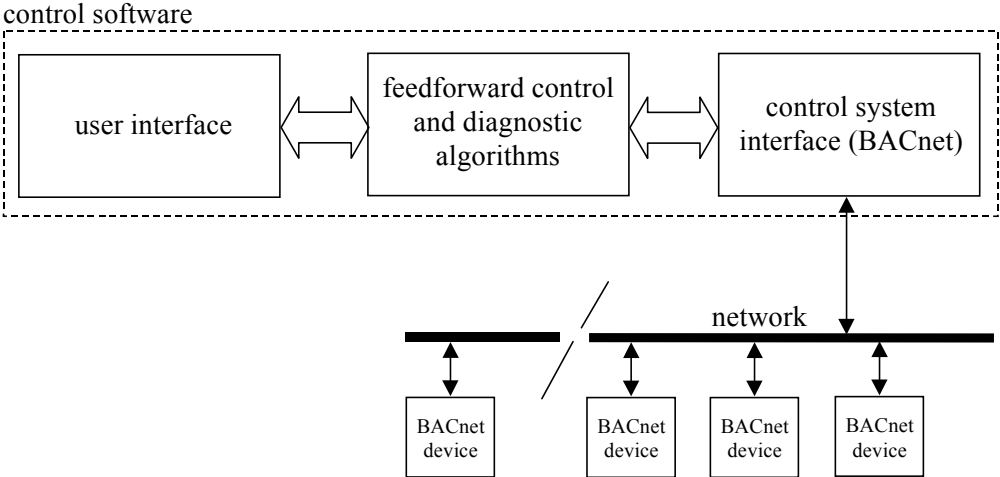 control software
user interface
feedforward control
and diagnostic
algorithms
control system
interface (BACnet)
network
BACnet
device
BACnet
device
BACnet
device
BACnet
device